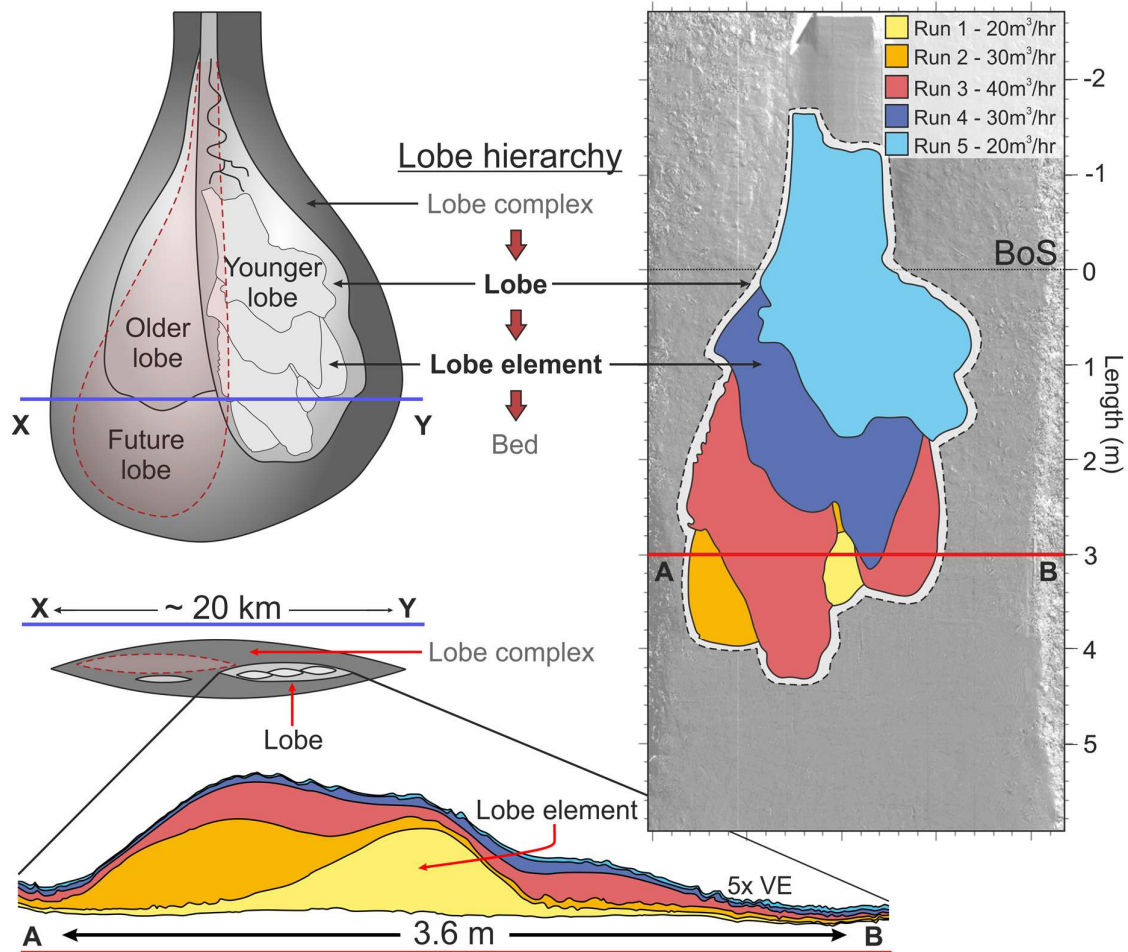 Run 1 - 20m³/hr
Run 2 - 30m³/hr
Run 3 - 40m³/hr
Run 4 - 30m³/hr
Run 5 - 20m³/hr
-2
-1
BoS
0
1
2
3
4
5
Length (m)
A
B
Lobe hierarchy
Lobe complex
Lobe
Lobe element
Bed
Younger
lobe
Older
lobe
Future
lobe
X
Y
X
~ 20 km
Y
Lobe complex
Lobe
Lobe element
5x VE
A
3.6 m
B